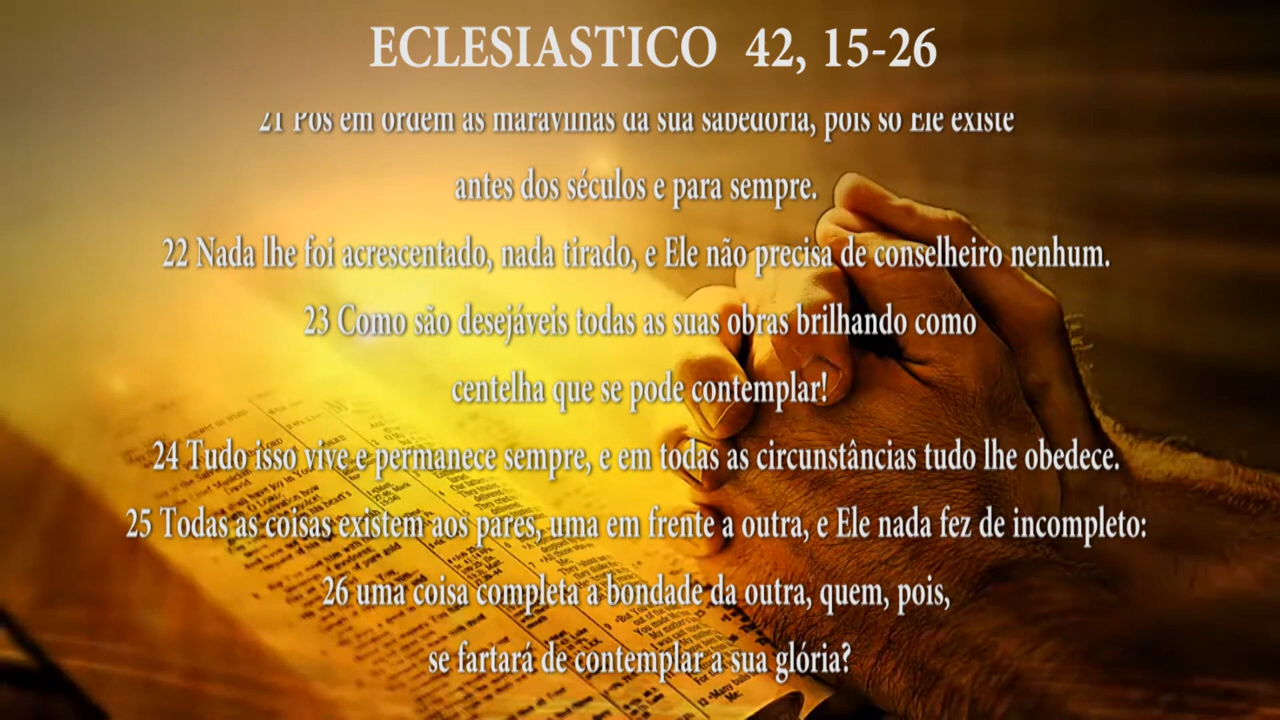 ECLESIASTICO 42, 15-26
21 Pôs em ordem as maravilhas da sua sabedoria, pois só Ele existe
antes dos séculos e para sempre.
22 Nada lhe foi acrescentado, nada tirado, e Ele não precisa de conselheiro nenhum.
23 Como são desejáveis todas as suas obras brilhando como
centelha que se pode contemplar!
24 Tudo isso vive e permanece sempre, e em todas as circunstâncias tudo lhe obedece.
25 Todas as coisas existem aos pares, uma em frente a outra, e Ele nada fez de incompleto:
26 uma coisa completa a bondade da outra, quem, pois,
se fartará de contemplar a sua glória?